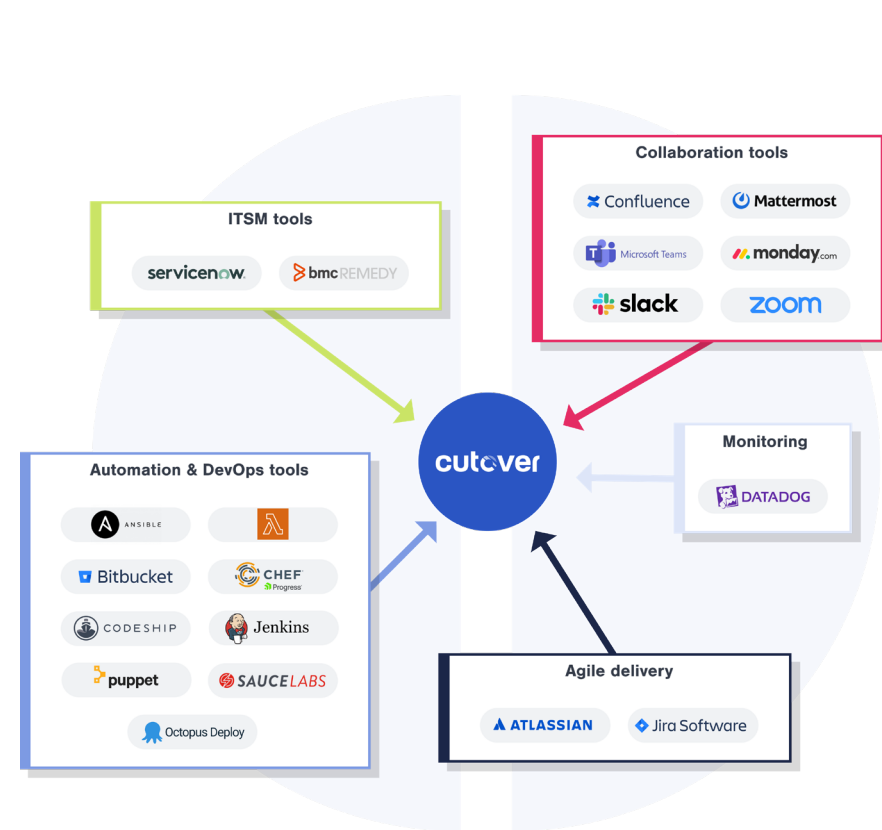 Collaboration tools
Confluence
Mattermost
Microsoft Teams
monday.com
slack
zoom
ITSM tools
servicenow
bmc REMEDY
cutover
Monitoring
DATADOG
Automation & DevOps tools
ANSIBLE
Bitbucket
CHEF
Progress
CODESHIP
Jenkins
puppet
SAUCELABS
Octopus Deploy
Agile delivery
ATLASSIAN
Jira Software